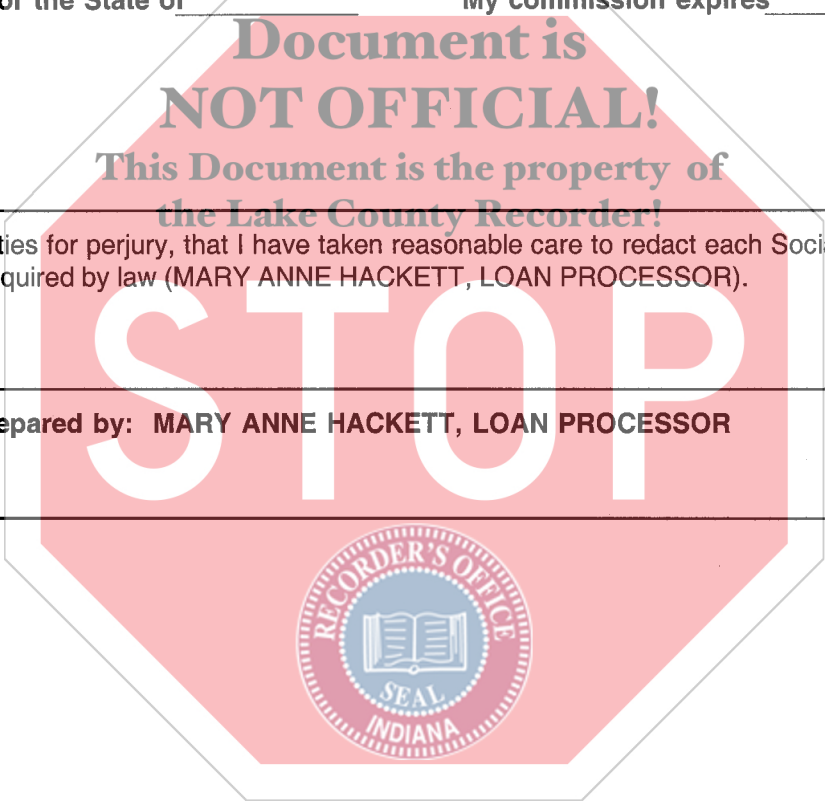 or the State of My commission expires
Document is
NOT OFFICIAL!
This Document is the property of
the Lake County Recorder!
ties for perjury, that I have taken reasonable care to redact each Soci
quired by law (MARY ANNE HACKETT, LOAN PROCESSOR).
STOP
epared by: MARY ANNE HACKETT, LOAN PROCESSOR
RECORDER'S OFFICE
SEAL
INDIANA